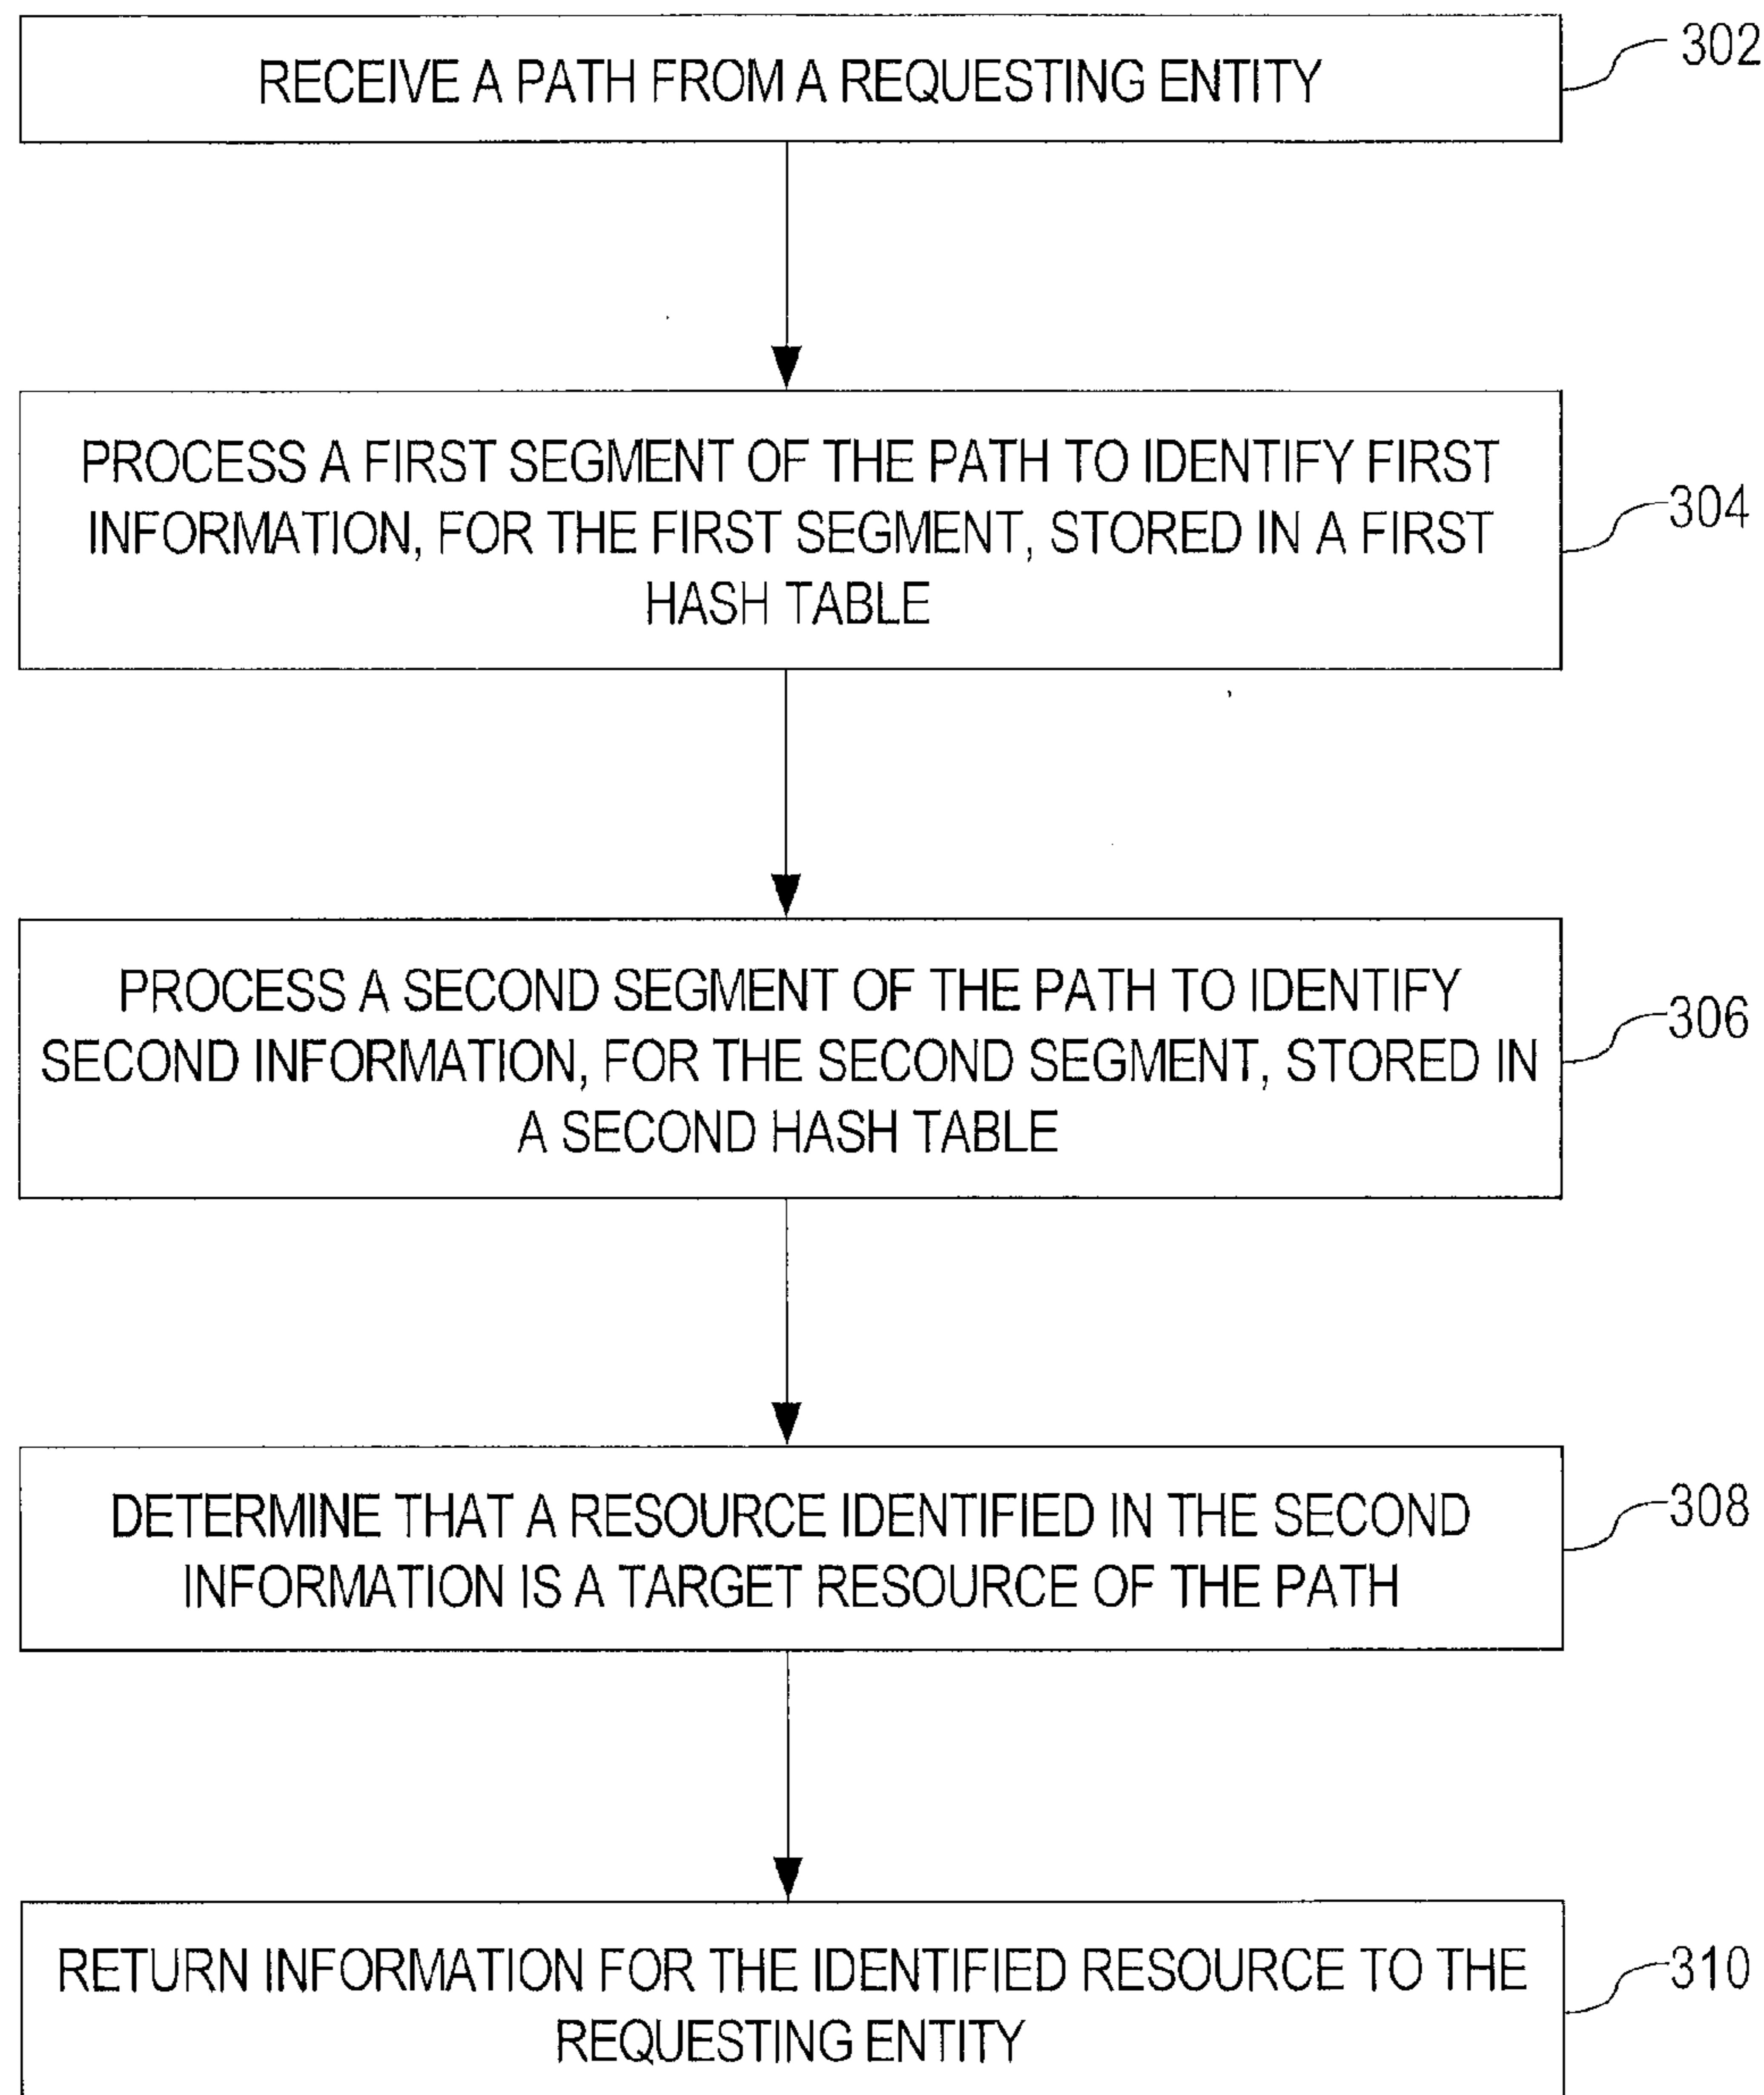 RECEIVE A PATH FROM A REQUESTING ENTITY
302
PROCESS A FIRST SEGMENT OF THE PATH TO IDENTIFY FIRST
INFORMATION, FOR THE FIRST SEGMENT, STORED IN A FIRST
HASH TABLE
304
PROCESS A SECOND SEGMENT OF THE PATH TO IDENTIFY
SECOND INFORMATION, FOR THE SECOND SEGMENT, STORED IN
A SECOND HASH TABLE
306
DETERMINE THAT A RESOURCE IDENTIFIED IN THE SECOND
INFORMATION IS A TARGET RESOURCE OF THE PATH
308
RETURN INFORMATION FOR THE IDENTIFIED RESOURCE TO THE
REQUESTING ENTITY
310